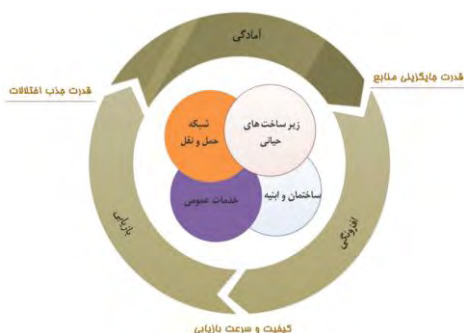 آمادگی
قدرت جایگزینی منابع
قدرت جذب اختلالات
زیر ساخت های
حیاتی
شبکه
حمل و نقل
ساختمان و ابنیه
خدمات عمومی
افزونگی
بازیابی
کیفیت و سرعت بازیابی